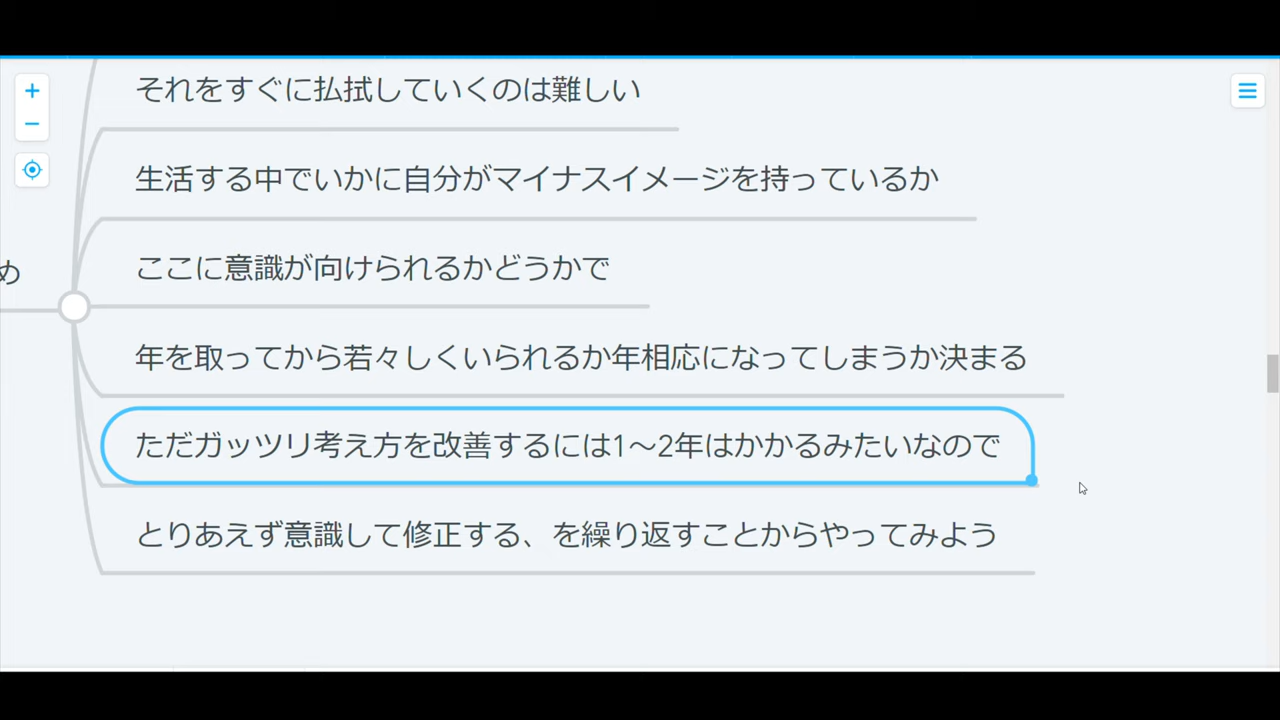 それをすぐに払拭していくのは難しい
生活する中でいかに自分がマイナスイメージを持っているか
め
ここに意識が向けられるかどうかで
年を取ってから若々しくいられるか年相応になってしまうか決まる
ただガッツリ考え方を改善するには1〜2年はかかるみたいなので
とりあえず意識して修正する、を繰り返すことからやってみよう